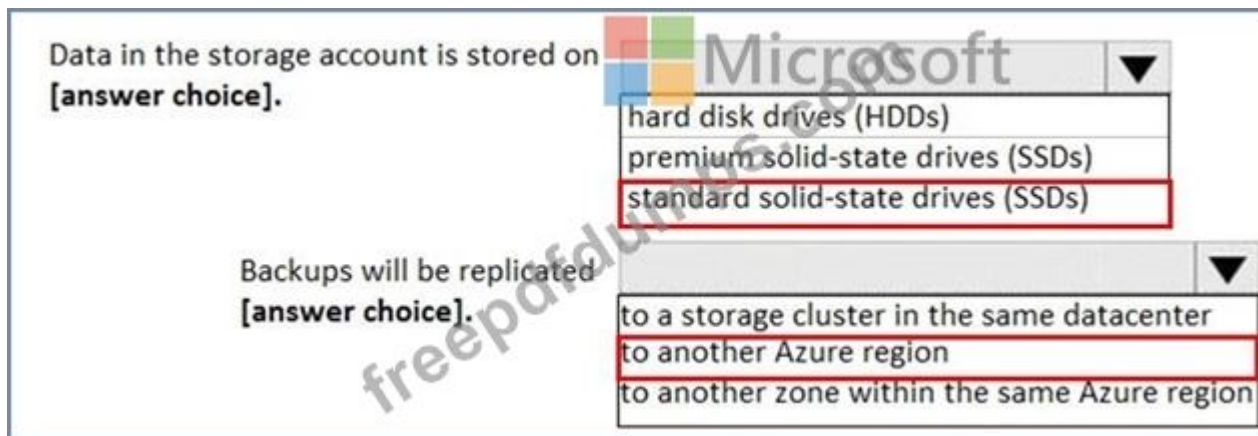 Data in the storage account is stored on
[answer choice].
Microsoft
hard disk drives (HDDs)
premium solid-state drives (SSDs)
standard solid-state drives (SSDs)
Backups will be replicated
[answer choice].
to a storage cluster in the same datacenter
to another Azure region
to another zone within the same Azure region
freepdfdumps.com